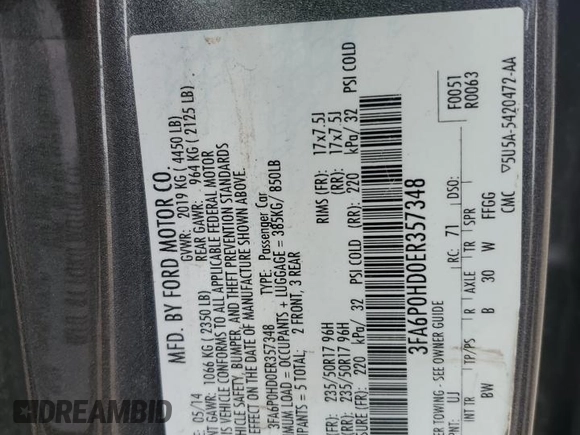 MFD. BY FORD MOTOR CO.
05/14 GVWR: 2019 KG ( 4450 LB)
GAWR: 1066 KG ( 2350 LB) REAR GAWR: 964 KG ( 2125 LB)
VEHICLE CONFORMS TO ALL APPLICABLE FEDERAL MOTOR
VEHICLE SAFETY, BUMPER, AND THEFT PREVENTION STANDARDS
EFFECT ON THE DATE OF MANUFACTURE SHOWN ABOVE.
3FA6P0HD0ER357348 TYPE: Passenger Car
LOAD = OCCUPANTS + LUGGAGE = 385KG/ 850LB
= 5 TOTAL: 2 FRONT, 3 REAR
235/50R17 96H RIMS (FR): 17x7.5J
235/50R17 96H (RR): 17x7.5J
(FR): 220 kPa/ 32 PSI COLD (RR): 220 kPa/ 32 PSI COLD
3FA6P0HD0ER357348
F0051
R0063
TOWING - SEE OWNER GUIDE
UJ RC: 71 DSO:
INT TR TP/PS R AXLE TR SPR
BW B 30 W FFGG
CMC ▽5U5A-5420472-AA
DREAMBID
.com